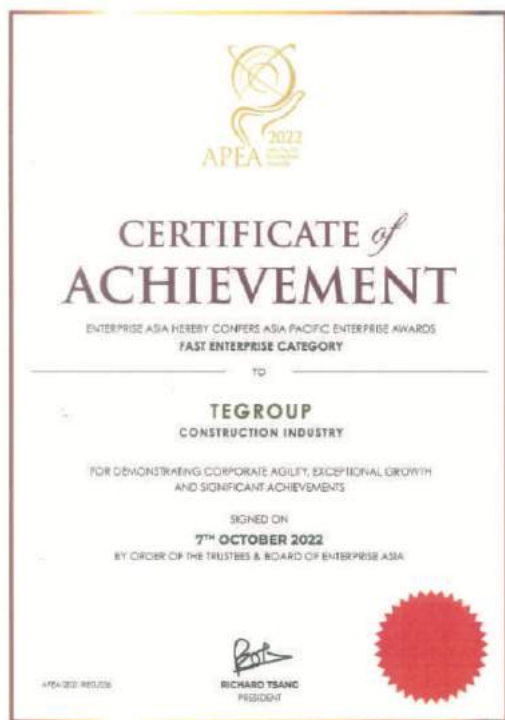 2022
APEA
CERTIFICATE of
ACHIEVEMENT
ENTERPRISE ASIA HEREBY CONFERS ASIA PACIFIC ENTERPRISE AWARDS
FAST ENTERPRISE CATEGORY
TO
TEGROUP
CONSTRUCTION INDUSTRY
FOR DEMONSTRATING CORPORATE AGILITY, EXCEPTIONAL GROWTH
AND SIGNIFICANT ACHIEVEMENTS
SIGNED ON
7TH OCTOBER 2022
BY ORDER OF THE TRUSTEES & BOARD OF ENTERPRISE ASIA
RICHARD TSANG
PRESIDENT